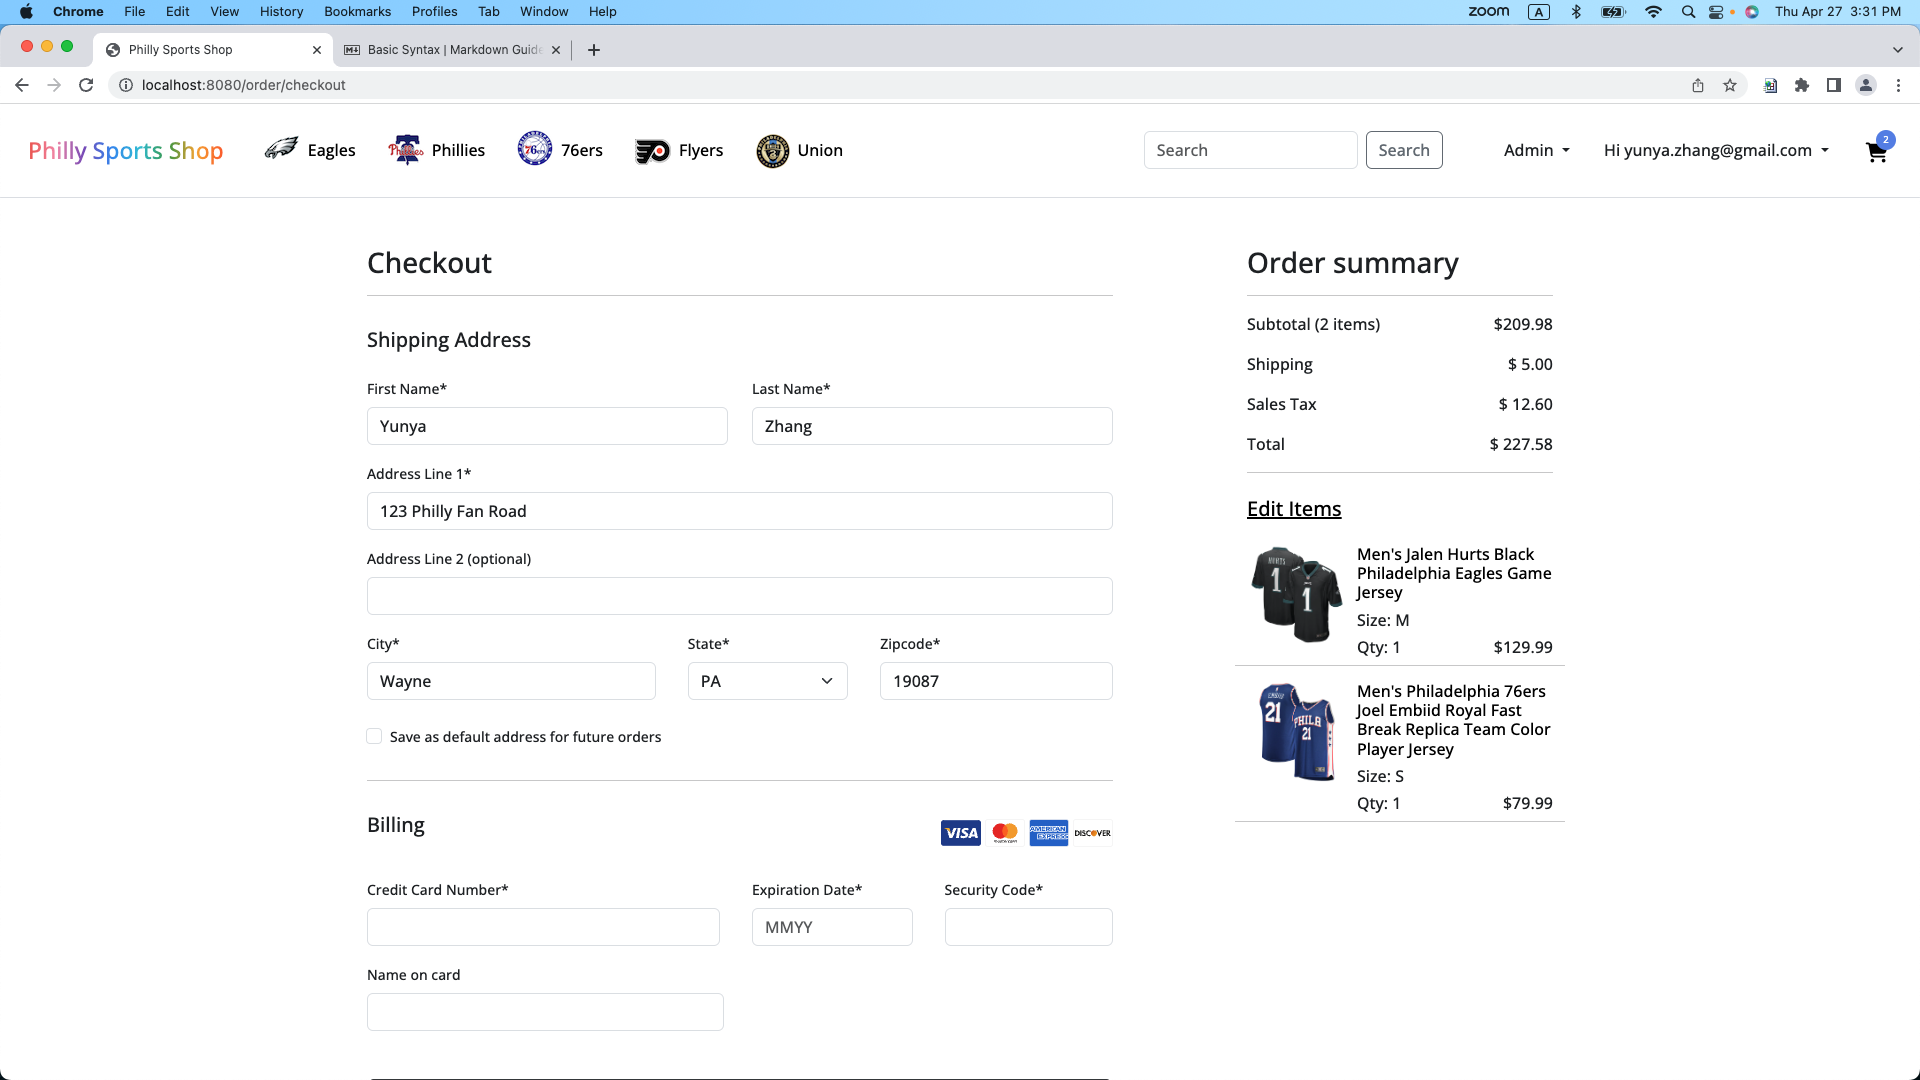 Chrome File Edit View History Bookmarks Profiles Tab Window Help zoom A Thu Apr 27 3:31 PM
Philly Sports Shop Basic Syntax | Markdown Guide
localhost:8080/order/checkout
Philly Sports Shop Eagles Phillies 76ers Flyers Union Search Search Admin Hi yunya.zhang@gmail.com 2
Checkout
Shipping Address
First Name* Last Name*
Yunya Zhang
Address Line 1*
123 Philly Fan Road
Address Line 2 (optional)
City* State* Zipcode*
Wayne PA 19087
Save as default address for future orders
Billing VISA AMERICAN EXPRESS DISCOVER
Credit Card Number* Expiration Date* Security Code*
MMYY
Name on card
Order summary
Subtotal (2 items) $209.98
Shipping $ 5.00
Sales Tax $ 12.60
Total $ 227.58
Edit Items
HURTS 1 1
Men's Jalen Hurts Black
Philadelphia Eagles Game
Jersey
Size: M
Qty: 1 $129.99
21 PHILA 21
Men's Philadelphia 76ers
Joel Embiid Royal Fast
Break Replica Team Color
Player Jersey
Size: S
Qty: 1 $79.99